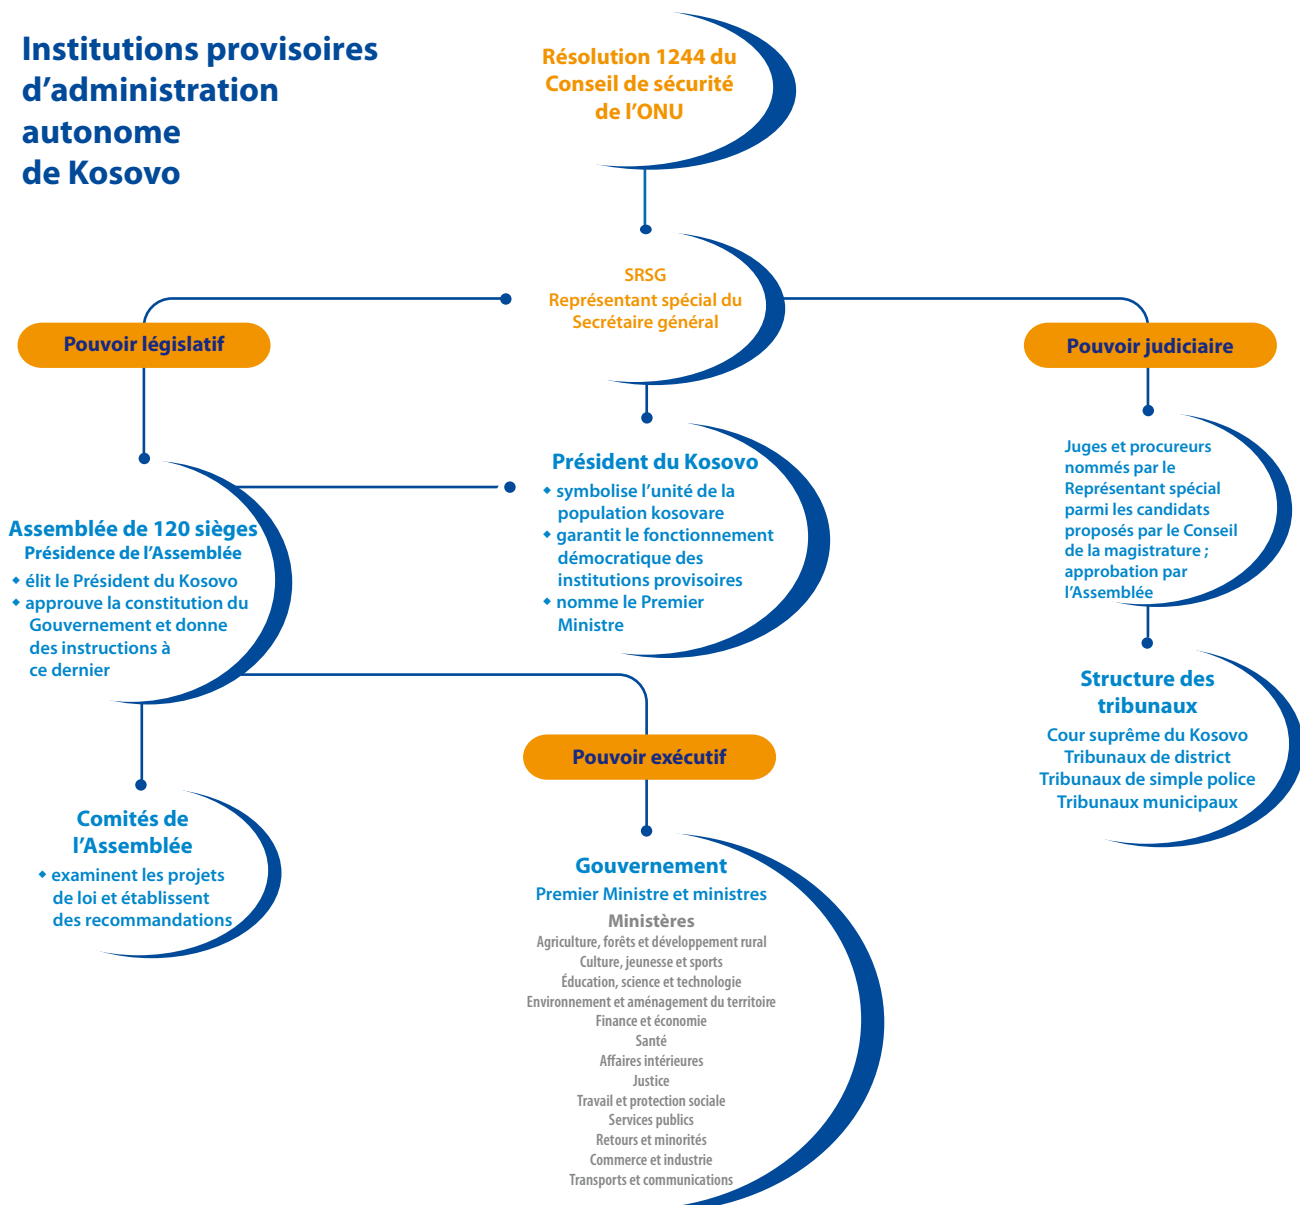 Institutions provisoires
d’administration
autonome
de Kosovo
Résolution 1244 du
Conseil de sécurité
de l’ONU
SRSG
Représentant spécial du
Secrétaire général
Pouvoir législatif
Pouvoir judiciaire
Assemblée de 120 sièges
Présidence de l’Assemblée
◆ élit le Président du Kosovo
◆ approuve la constitution du
Gouvernement et donne
des instructions à
ce dernier
Président du Kosovo
◆ symbolise l’unité de la
population kosovare
◆ garantit le fonctionnement
démocratique des
institutions provisoires
◆ nomme le Premier
Ministre
Juges et procureurs
nommés par le
Représentant spécial
parmi les candidats
proposés par le Conseil
de la magistrature ;
approbation par
l’Assemblée
Structure des
tribunaux
Cour suprême du Kosovo
Tribunaux de district
Tribunaux de simple police
Tribunaux municipaux
Comités de
l’Assemblée
◆ examinent les projets
de loi et établissent
des recommandations
Pouvoir exécutif
Gouvernement
Premier Ministre et ministres
Ministères
Agriculture, forêts et développement rural
Culture, jeunesse et sports
Éducation, science et technologie
Environnement et aménagement du territoire
Finance et économie
Santé
Affaires intérieures
Justice
Travail et protection sociale
Services publics
Retours et minorités
Commerce et industrie
Transports et communications